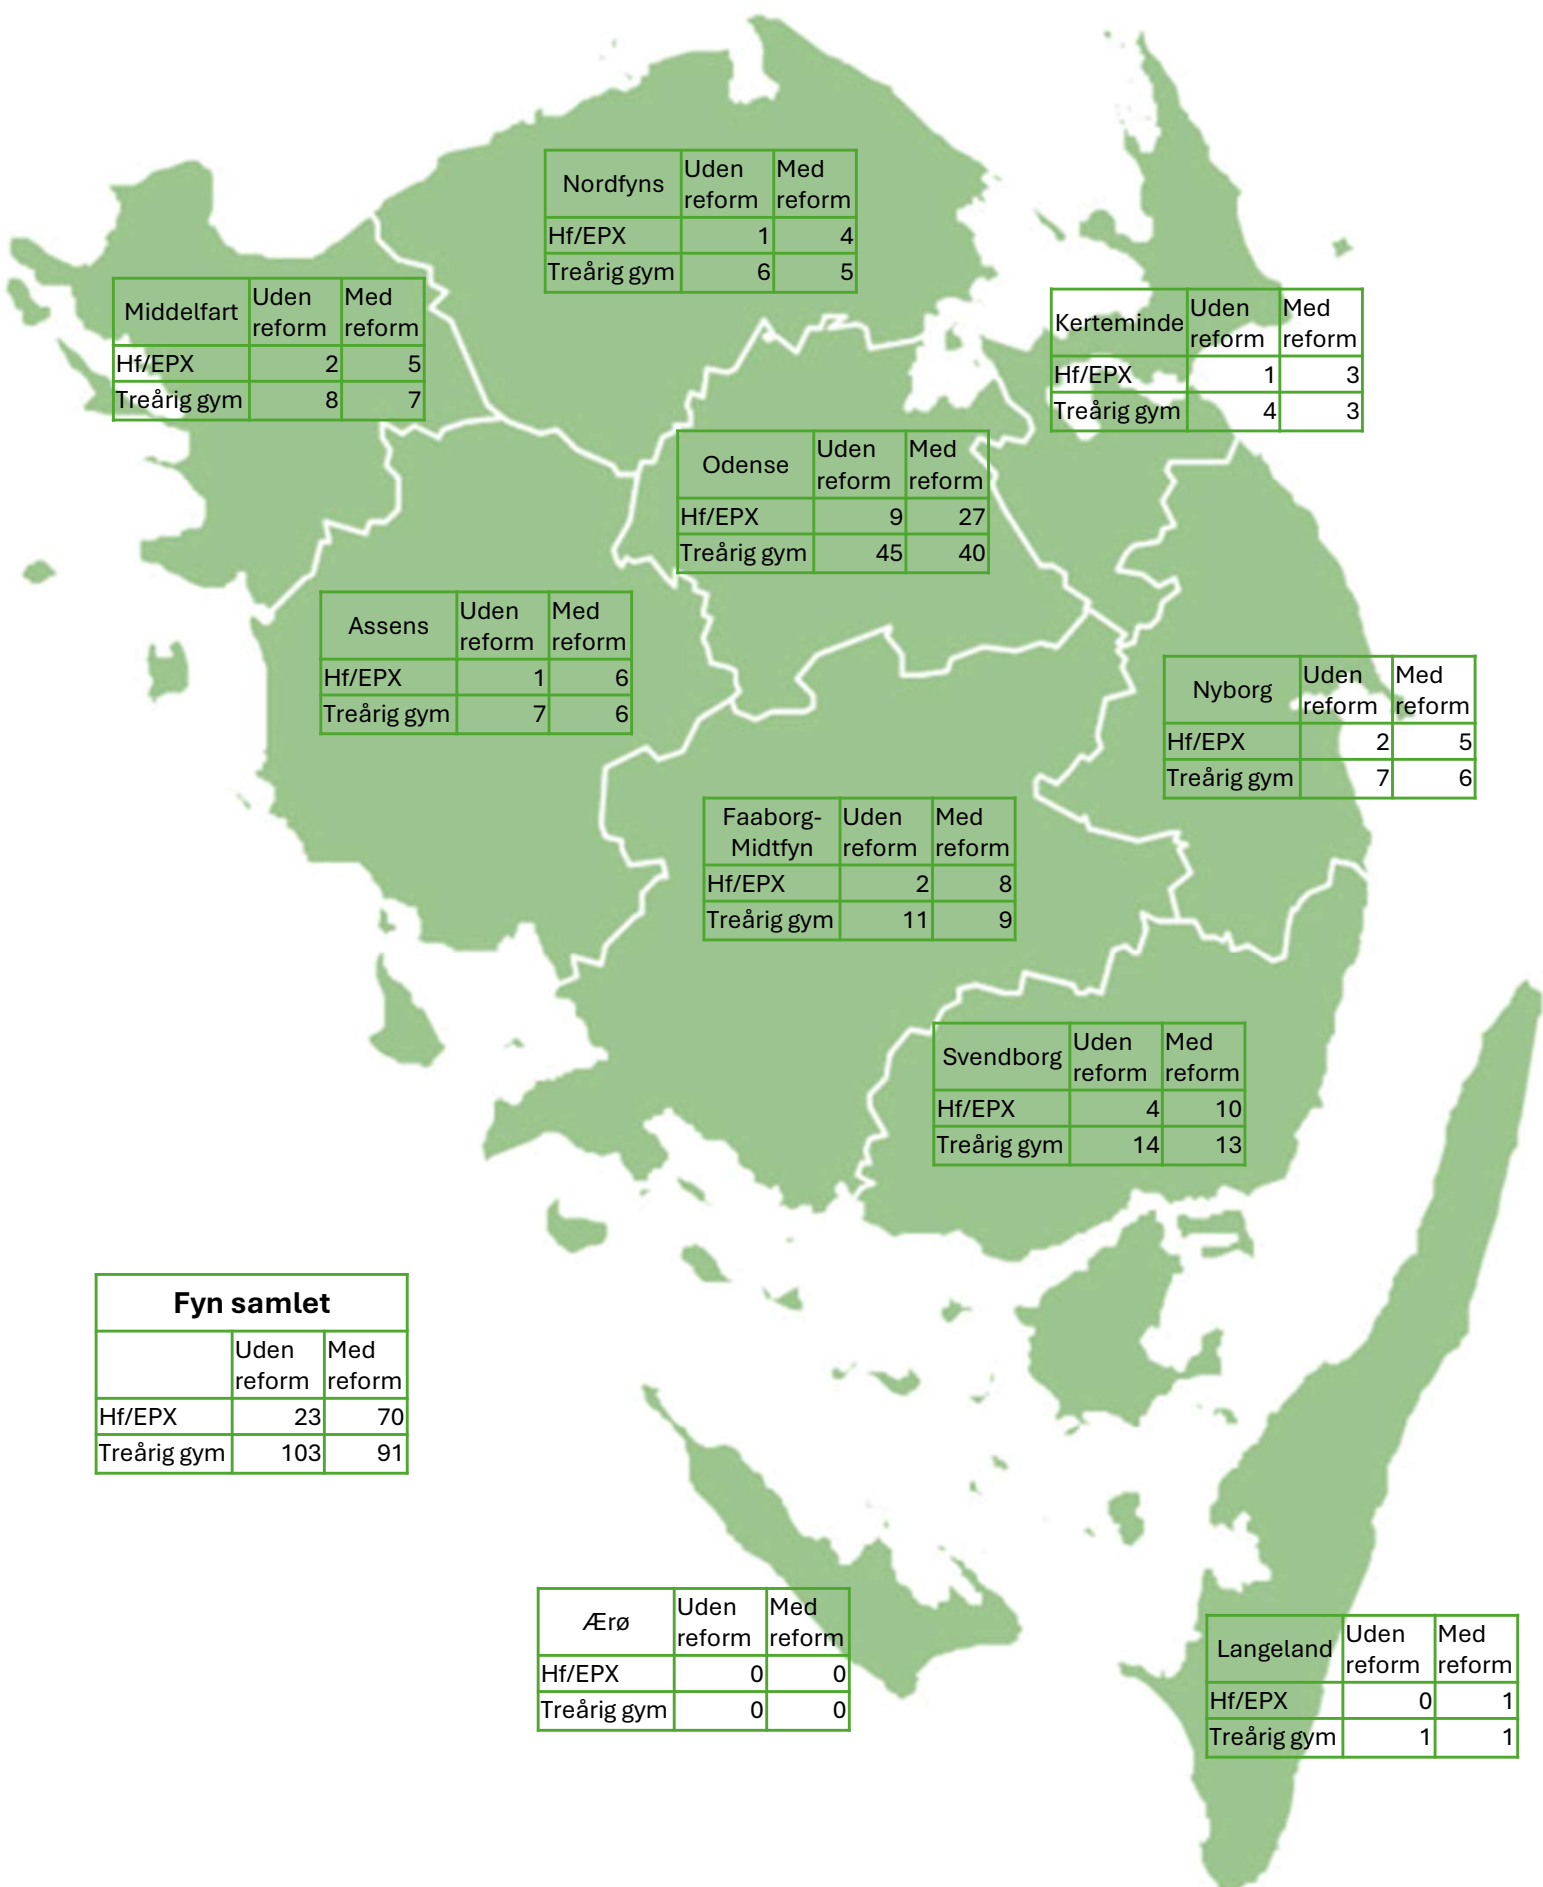 Nordfyns Uden reform Med reform
Hf/EPX 1 4
Treårig gym 6 5
Middelfart Uden reform Med reform
Hf/EPX 2 5
Treårig gym 8 7
Kerteminde Uden reform Med reform
Hf/EPX 1 3
Treårig gym 4 3
Odense Uden reform Med reform
Hf/EPX 9 27
Treårig gym 45 40
Assens Uden reform Med reform
Hf/EPX 1 6
Treårig gym 7 6
Nyborg Uden reform Med reform
Hf/EPX 2 5
Treårig gym 7 6
Faaborg-Midtfyn Uden reform Med reform
Hf/EPX 2 8
Treårig gym 11 9
Svendborg Uden reform Med reform
Hf/EPX 4 10
Treårig gym 14 13
Fyn samlet
Uden reform Med reform
Hf/EPX 23 70
Treårig gym 103 91
Ærø Uden reform Med reform
Hf/EPX 0 0
Treårig gym 0 0
Langeland Uden reform Med reform
Hf/EPX 0 1
Treårig gym 1 1